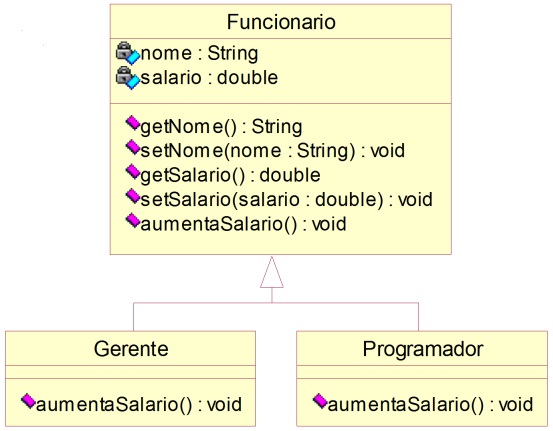 Funcionario
nome : String
salario : double
getNome() : String
setNome(nome : String) : void
getSalario() : double
setSalario(salario : double) : void
aumentaSalario() : void
Gerente
aumentaSalario() : void
Programador
aumentaSalario() : void